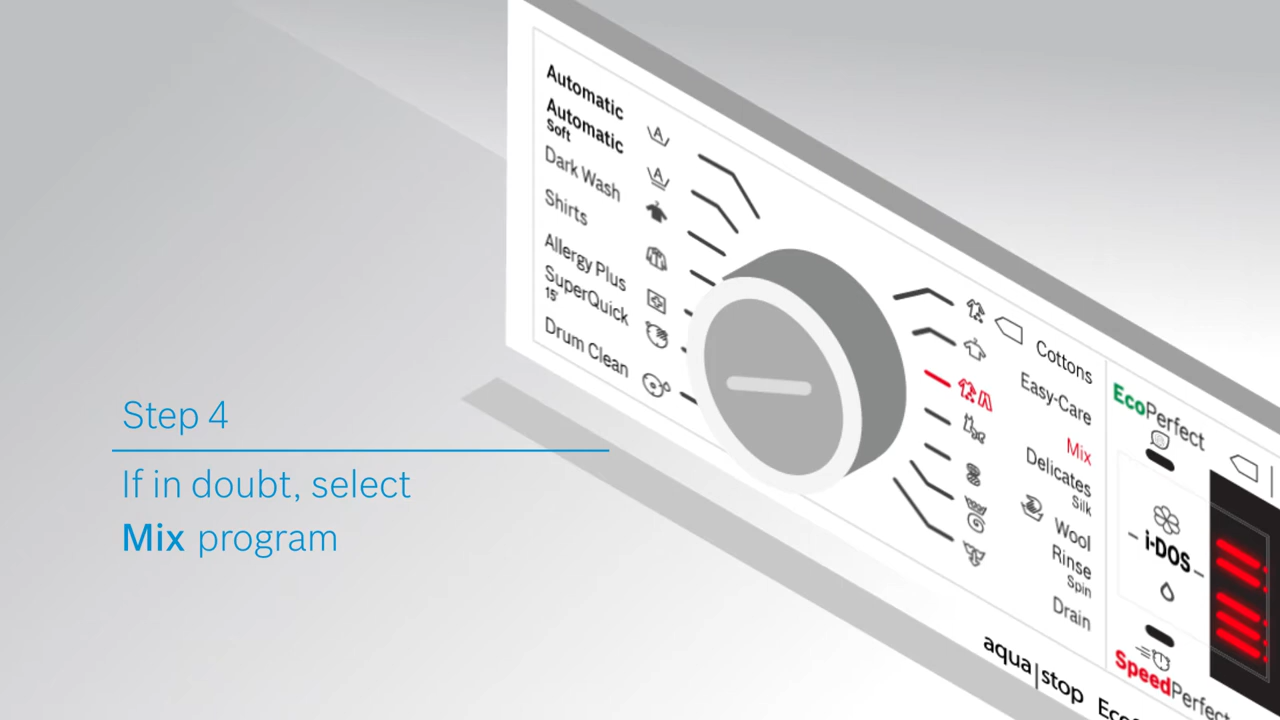 Step 4
If in doubt, select
Mix program
Automatic
Automatic
Soft
Dark Wash
Shirts
Allergy Plus
SuperQuick
15'
Drum Clean
Cottons
Easy-Care
Mix
Delicates
Silk
Wool
Rinse
Spin
Drain
EcoPerfect
- i-DOS -
SpeedPerfect
aqua|stop